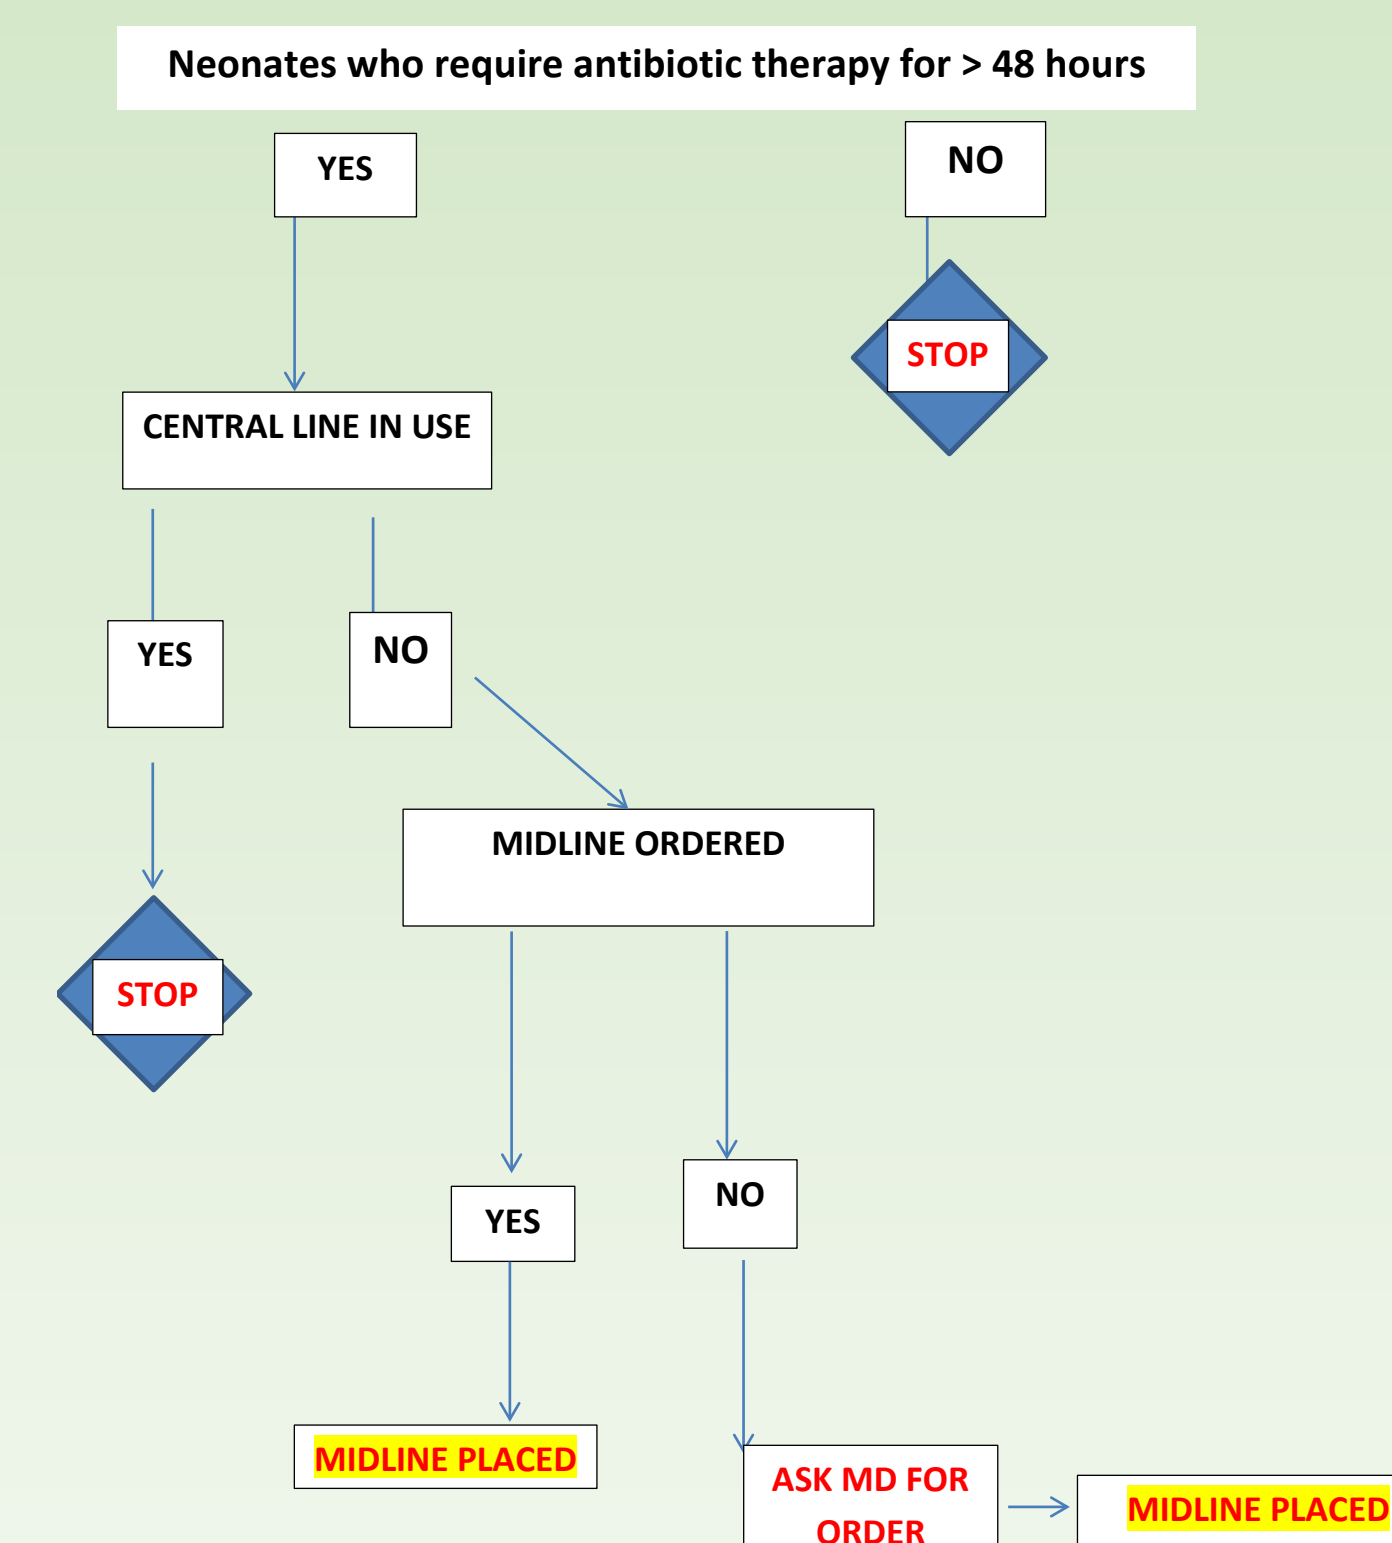 Neonates who require antibiotic therapy for > 48 hours
YES
NO
STOP
CENTRAL LINE IN USE
YES
NO
MIDLINE ORDERED
STOP
YES
NO
MIDLINE PLACED
ASK MD FOR
ORDER
MIDLINE PLACED